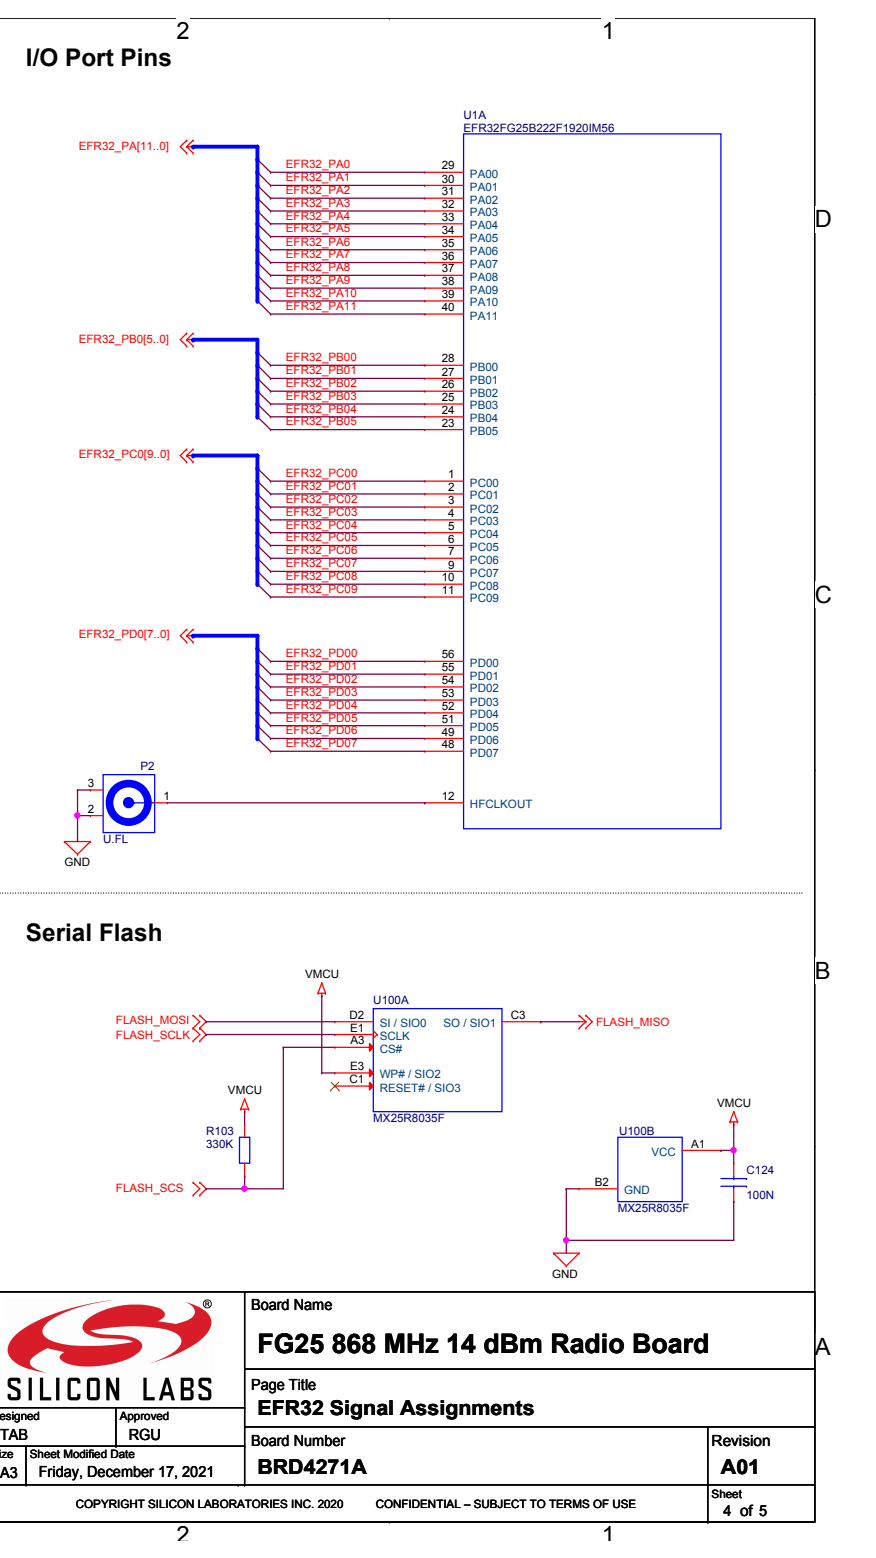 2 1
I/O Port Pins
U1A
EFR32FG25B222F1920IM56
EFR32_PA[11..0]
EFR32_PA0 29 PA00
EFR32_PA1 30 PA01
EFR32_PA2 31 PA02
EFR32_PA3 32 PA03
EFR32_PA4 33 PA04
EFR32_PA5 34 PA05
EFR32_PA6 35 PA06
EFR32_PA7 36 PA07
EFR32_PA8 37 PA08
EFR32_PA9 38 PA09
EFR32_PA10 39 PA10
EFR32_PA11 40 PA11
D
EFR32_PB0[5..0]
EFR32_PB00 28 PB00
EFR32_PB01 27 PB01
EFR32_PB02 26 PB02
EFR32_PB03 25 PB03
EFR32_PB04 24 PB04
EFR32_PB05 23 PB05
EFR32_PC0[9..0]
EFR32_PC00 1 PC00
EFR32_PC01 2 PC01
EFR32_PC02 3 PC02
EFR32_PC03 4 PC03
EFR32_PC04 5 PC04
EFR32_PC05 6 PC05
EFR32_PC06 7 PC06
EFR32_PC07 9 PC07
EFR32_PC08 10 PC08
EFR32_PC09 11 PC09
C
EFR32_PD0[7..0]
EFR32_PD00 56 PD00
EFR32_PD01 55 PD01
EFR32_PD02 54 PD02
EFR32_PD03 53 PD03
EFR32_PD04 52 PD04
EFR32_PD05 51 PD05
EFR32_PD06 49 PD06
EFR32_PD07 48 PD07
P2
3
1 12 HFCLKOUT
2
U.FL
GND
Serial Flash
B
VMCU
U100A
FLASH_MOSI D2 SI / SIO0 SO / SIO1 C3 FLASH_MISO
FLASH_SCLK E1 SCLK
A3 CS#
E3 WP# / SIO2
C1 RESET# / SIO3
MX25R8035F
VMCU
R103
330K
FLASH_SCS
VMCU
U100B
VCC A1
C124
100N
B2 GND
MX25R8035F
GND
®
SILICON LABS
Board Name
FG25 868 MHz 14 dBm Radio Board
A
Page Title
EFR32 Signal Assignments
esigned Approved
TAB RGU
ize Sheet Modified Date
A3 Friday, December 17, 2021
Board Number
BRD4271A
Revision
A01
COPYRIGHT SILICON LABORATORIES INC. 2020 CONFIDENTIAL – SUBJECT TO TERMS OF USE
Sheet
4 of 5
2 1